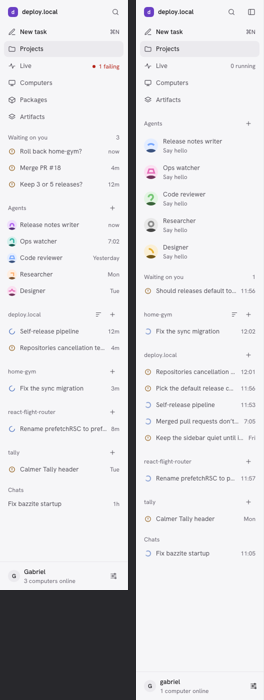 d deploy.local
New task ⌘N
Projects
Live 1 failing
Computers
Packages
Artifacts
Waiting on you 3
Roll back home-gym? now
Merge PR #18 4m
Keep 3 or 5 releases? 12m
Agents +
Release notes writer now
Ops watcher 7:02
Code reviewer Yesterday
Researcher Mon
Designer Tue
deploy.local +
Self-release pipeline 12m
Repositories cancellation te... 4m
home-gym +
Fix the sync migration 3m
react-flight-router +
Rename prefetchRSC to pref... 8m
tally +
Calmer Tally header Tue
Chats
Fix bazzite startup 1h
G Gabriel
3 computers online
d deploy.local
New task ⌘N
Projects
Live 0 running
Computers
Artifacts
Agents +
Release notes writer
Say hello
Ops watcher
Say hello
Code reviewer
Say hello
Researcher
Say hello
Designer
Say hello
Waiting on you 1
Should releases default to... 11:56
home-gym +
Fix the sync migration 12:02
deploy.local +
Repositories cancellation ... 12:01
Pick the default release c... 11:56
Self-release pipeline 11:53
Merged pull requests don't... 7:05
Keep the sidebar quiet until i... Fri
react-flight-router +
Rename prefetchRSC to p... 11:57
tally +
Calmer Tally header Mon
Chats
Fix bazzite startup 11:05
G gabriel
1 computer online